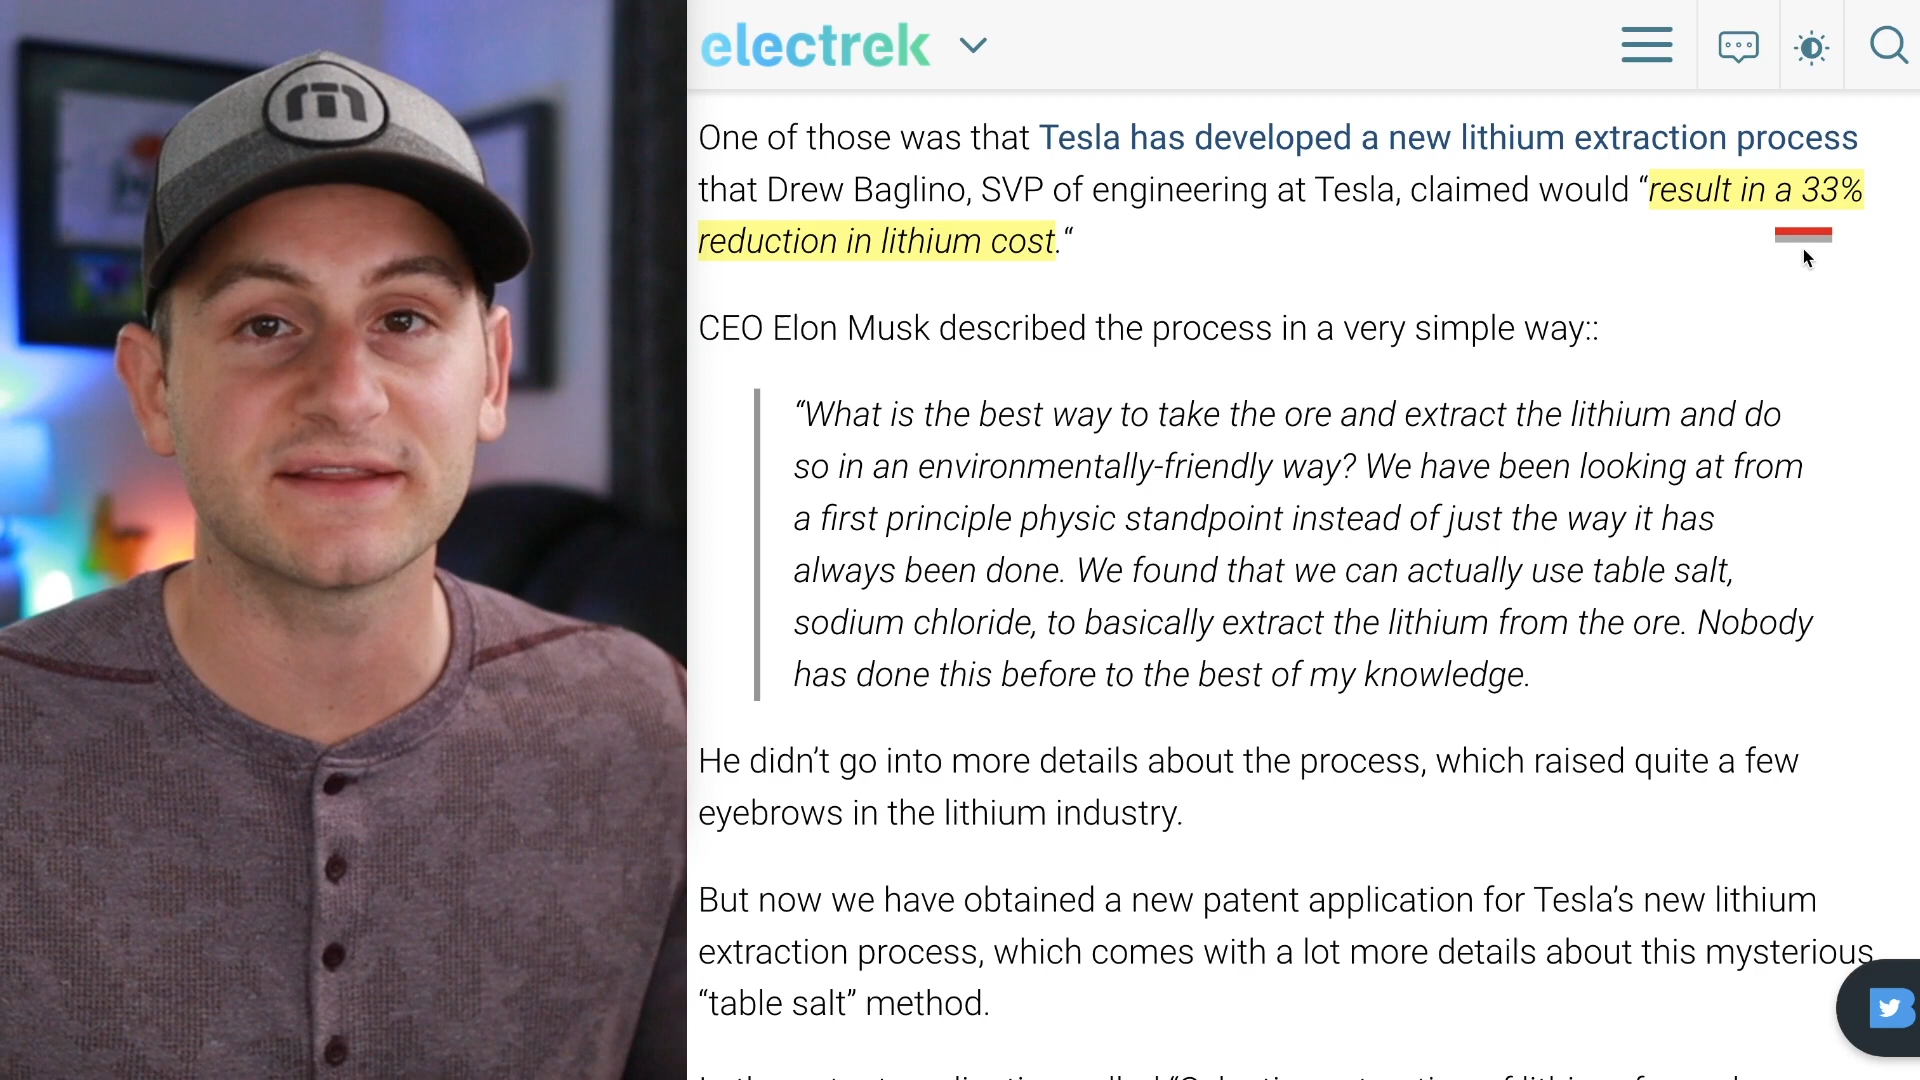 electrek
One of those was that Tesla has developed a new lithium extraction process
that Drew Baglino, SVP of engineering at Tesla, claimed would “result in a 33%
reduction in lithium cost.“
CEO Elon Musk described the process in a very simple way::
“What is the best way to take the ore and extract the lithium and do
so in an environmentally-friendly way? We have been looking at from
a first principle physic standpoint instead of just the way it has
always been done. We found that we can actually use table salt,
sodium chloride, to basically extract the lithium from the ore. Nobody
has done this before to the best of my knowledge.
He didn’t go into more details about the process, which raised quite a few
eyebrows in the lithium industry.
But now we have obtained a new patent application for Tesla’s new lithium
extraction process, which comes with a lot more details about this mysterious
“table salt” method.